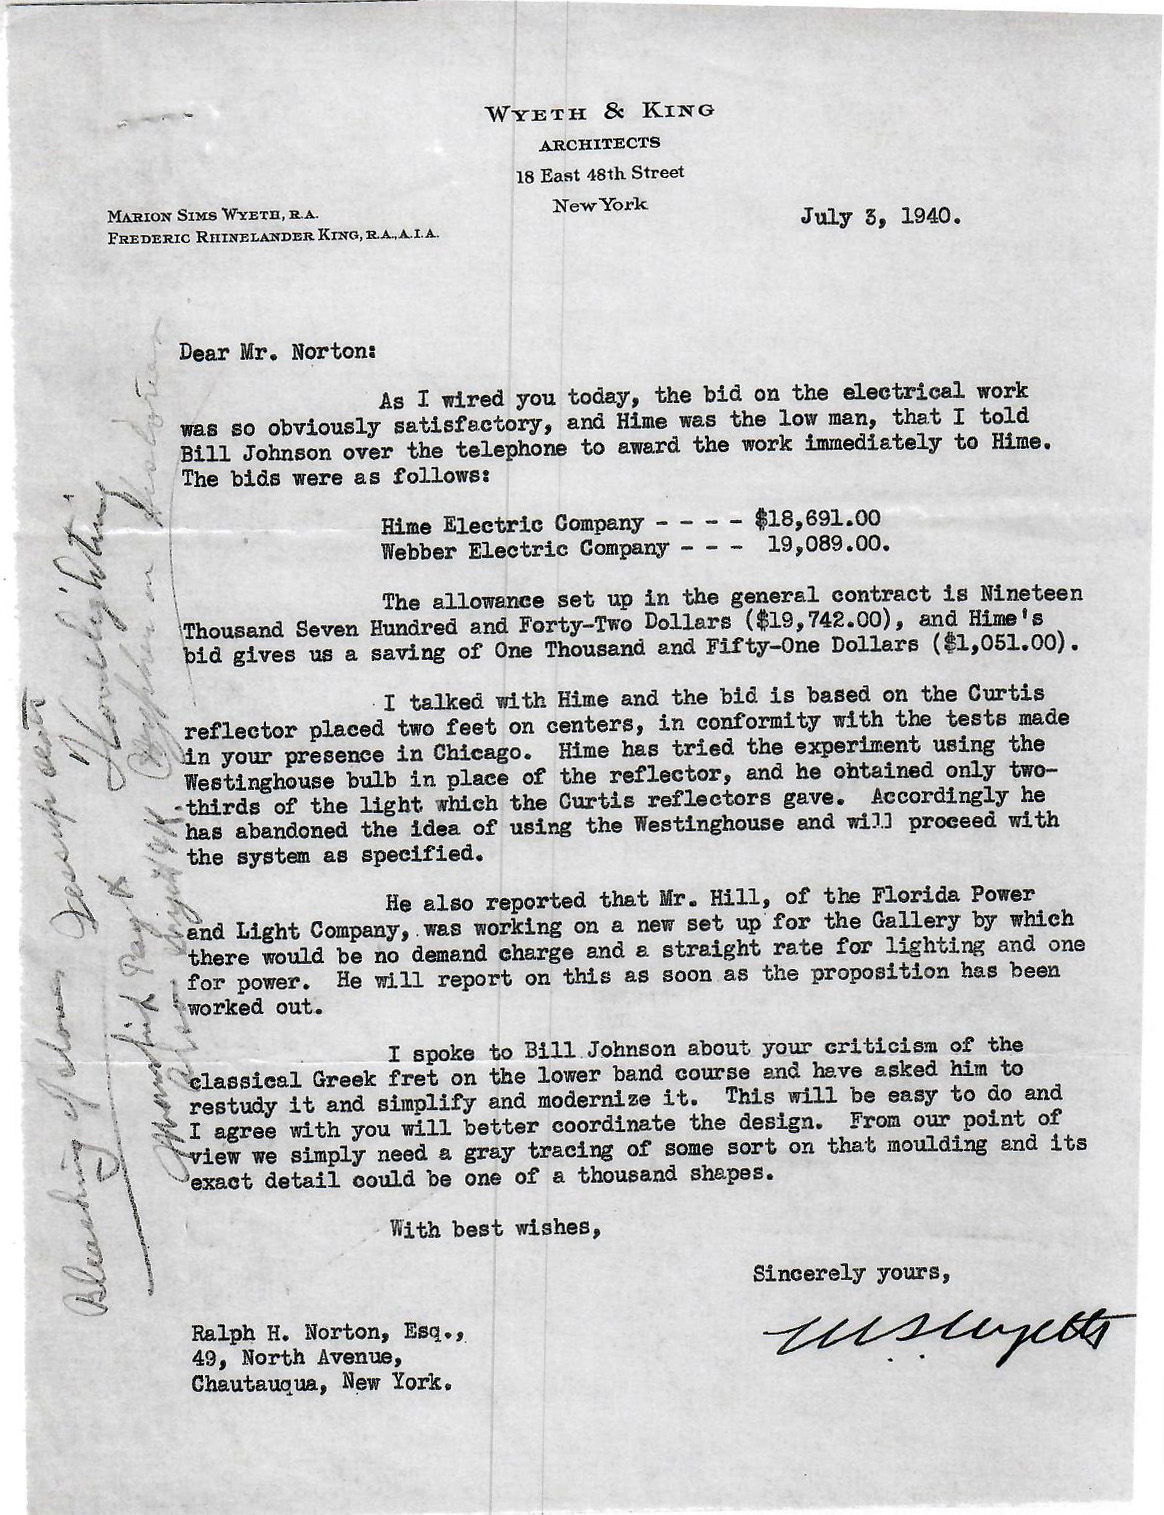 WYETH & KING
ARCHITECTS
18 East 48th Street
New York
MARION SIMS WYETH, R.A.
FREDERIC RHINELANDER KING, R.A., A.I.A.
July 3, 1940.
Dear Mr. Norton:
As I wired you today, the bid on the electrical work
was so obviously satisfactory, and Hime was the low man, that I told
Bill Johnson over the telephone to award the work immediately to Hime.
The bids were as follows:
Hime Electric Company - - - - $18,691.00
Webber Electric Company - - - 19,089.00.
The allowance set up in the general contract is Nineteen
Thousand Seven Hundred and Forty-Two Dollars ($19,742.00), and Hime's
bid gives us a saving of One Thousand and Fifty-One Dollars ($1,051.00).
I talked with Hime and the bid is based on the Curtis
reflector placed two feet on centers, in conformity with the tests made
in your presence in Chicago. Hime has tried the experiment using the
Westinghouse bulb in place of the reflector, and he obtained only two-
thirds of the light which the Curtis reflectors gave. Accordingly he
has abandoned the idea of using the Westinghouse and will proceed with
the system as specified.
He also reported that Mr. Hill, of the Florida Power
and Light Company, was working on a new set up for the Gallery by which
there would be no demand charge and a straight rate for lighting and one
for power. He will report on this as soon as the proposition has been
worked out.
I spoke to Bill Johnson about your criticism of the
classical Greek fret on the lower band course and have asked him to
restudy it and simplify and modernize it. This will be easy to do and
I agree with you will better coordinate the design. From our point of
view we simply need a gray tracing of some sort on that moulding and its
exact detail could be one of a thousand shapes.
With best wishes,
Sincerely yours,
M S Wyeth
Ralph H. Norton, Esq.,
49, North Avenue,
Chautauqua, New York.
Bleaching of